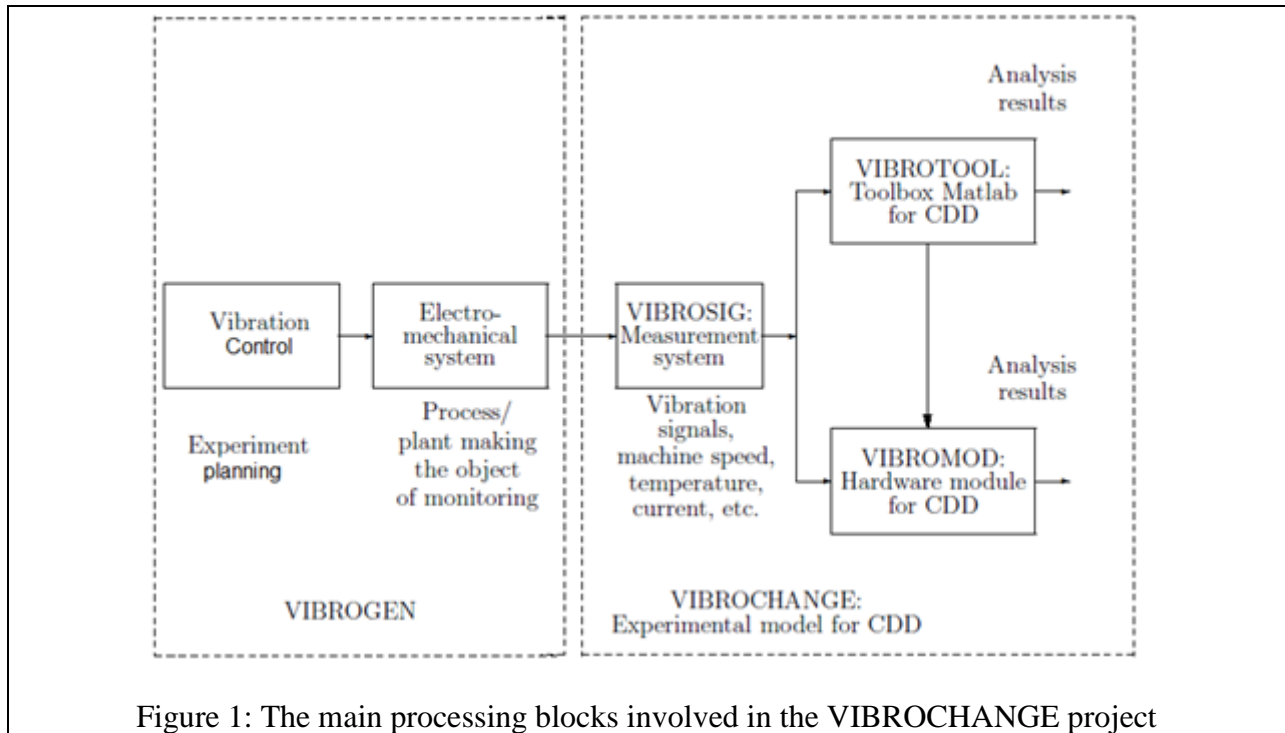 Vibration
Control
Experiment
planning
Electro-
mechanical
system
Process/
plant making
the object
of monitoring
VIBROGEN
VIBROSIG:
Measurement
system
Vibration
signals,
machine speed,
temperature,
current, etc.
Analysis
results
VIBROTOOL:
Toolbox Matlab
for CDD
Analysis
results
VIBROMOD:
Hardware module
for CDD
VIBROCHANGE:
Experimental model for CDD
Figure 1: The main processing blocks involved in the VIBROCHANGE project